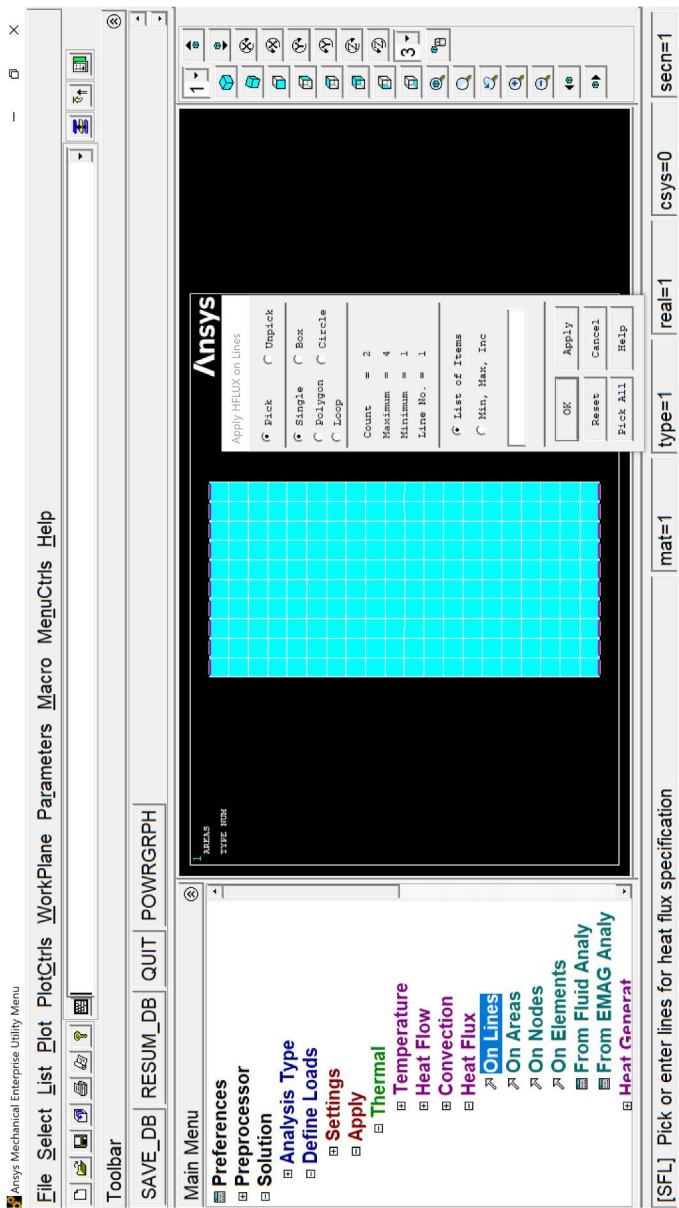 Ansys Mechanical Enterprise Utility Menu
File Select List Plot PlotCtrls WorkPlane Parameters Macro MenuCtrls Help
Toolbar
SAVE_DB RESUM_DB QUIT POWRGRPH
Main Menu
Preferences
Preprocessor
Solution
Analysis Type
Define Loads
Settings
Apply
Thermal
Temperature
Heat Flow
Convection
Heat Flux
On Lines
On Areas
On Nodes
On Elements
From Fluid Analy
From EMAG Analy
Heat Generat
1
AREAS
TYPE NUM
Ansys
Apply HFLUX on Lines
Pick Unpick
Single Box
Polygon Circle
Loop
Count = 2
Maximum = 4
Minimum = 1
Line No. = 1
List of Items
Min, Max, Inc
OK Apply
Reset Cancel
Pick All Help
1
X
X
Y
Y
Z
Z
3
[SFL] Pick or enter lines for heat flux specification
mat=1 type=1 real=1 csys=0 secn=1